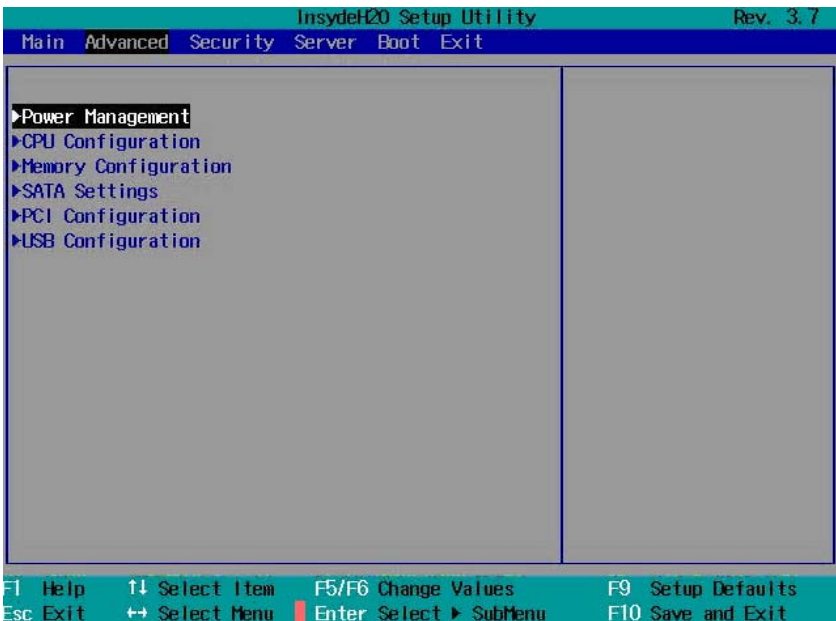 InsydeH20 Setup Utility Rev. 3.7
Main Advanced Security Server Boot Exit
▶Power Management
▶CPU Configuration
▶Memory Configuration
▶SATA Settings
▶PCI Configuration
▶USB Configuration
F1 Help ↑↓ Select Item F5/F6 Change Values F9 Setup Defaults
Esc Exit ↔ Select Menu Enter Select ▶ SubMenu F10 Save and Exit